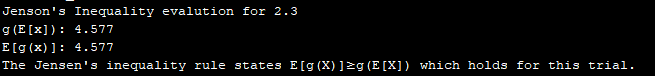 Jenson's Inequality evalution for 2.3
g(E[x]): 4.577
E[g(x)]: 4.577
The Jensen's inequality rule states E[g(X)]≥g(E[X]) which holds for this trial.